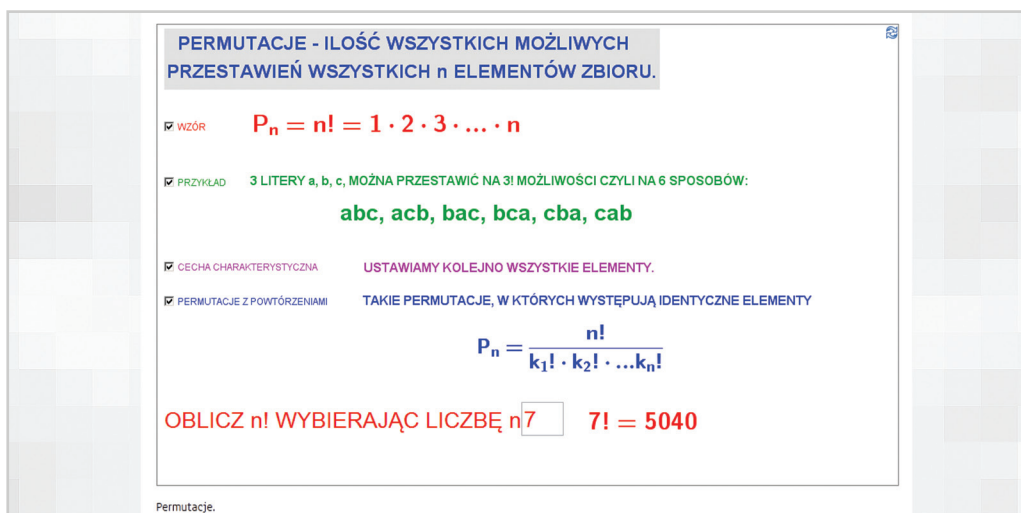 PERMUTACJE - ILOŚĆ WSZYSTKICH MOŻLIWYCH
PRZESTAWIEŃ WSZYSTKICH n ELEMENTÓW ZBIORU.
WZÓR Pₙ = n! = 1 · 2 · 3 · ... · n
PRZYKŁAD 3 LITERY a, b, c, MOŻNA PRZESTAWIĆ NA 3! MOŻLIWOŚCI CZYLI NA 6 SPOSOBÓW:
abc, acb, bac, bca, cba, cab
CECHA CHARAKTERYSTYCZNA USTAWIAMY KOLEJNO WSZYSTKIE ELEMENTY.
PERMUTACJE Z POWTÓRZENIAMI TAKIE PERMUTACJE, W KTÓRYCH WYSTĘPUJĄ IDENTYCZNE ELEMENTY
Pₙ = n! / k₁! · k₂! · ...kₙ!
OBLICZ n! WYBIERAJĄC LICZBĘ n 7 7! = 5040
Permutacje.